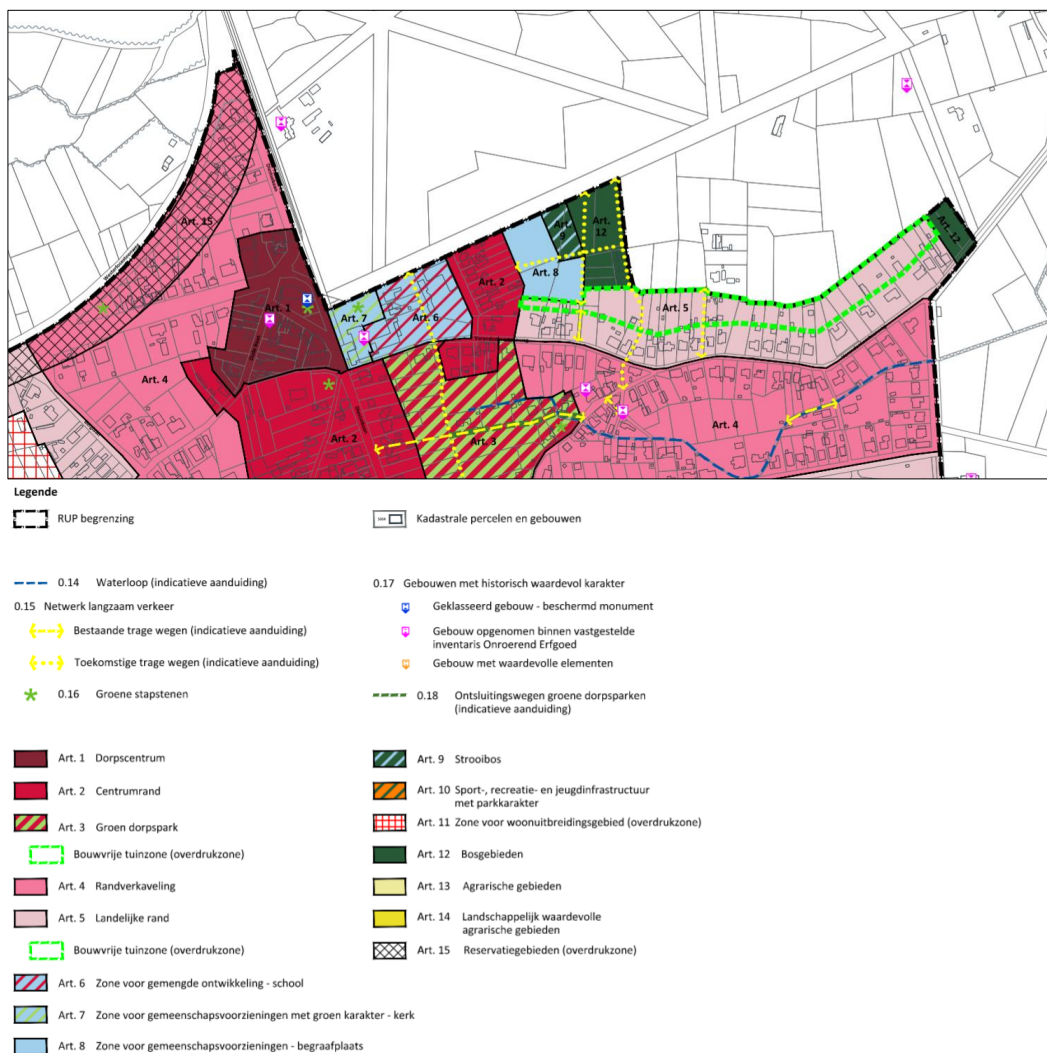 Art. 15
Art. 1
Art. 4
Art. 7
Art. 6
Art. 2
Art. 9
Art. 12
Art. 8
Art. 12
Art. 5
Art. 2
Art. 3
Art. 4
Legende
RUP begrenzing
Kadastrale percelen en gebouwen
0.14 Waterloop (indicatieve aanduiding)
0.17 Gebouwen met historisch waardevol karakter
0.15 Netwerk langzaam verkeer
Geklasseerd gebouw - beschermd monument
Bestaande trage wegen (indicatieve aanduiding)
Gebouw opgenomen binnen vastgestelde
inventaris Onroerend Erfgoed
Toekomstige trage wegen (indicatieve aanduiding)
Gebouw met waardevolle elementen
0.16 Groene stapstenen
0.18 Ontsluitingswegen groene dorpsparken
(indicatieve aanduiding)
Art. 1 Dorpscentrum
Art. 2 Centrumrand
Art. 3 Groen dorpspark
Bouwvrije tuinzone (overdrukzone)
Art. 4 Randverkaveling
Art. 5 Landelijke rand
Bouwvrije tuinzone (overdrukzone)
Art. 6 Zone voor gemengde ontwikkeling - school
Art. 7 Zone voor gemeenschapsvoorzieningen met groen karakter - kerk
Art. 8 Zone voor gemeenschapsvoorzieningen - begraafplaats
Art. 9 Strooibos
Art. 10 Sport-, recreatie- en jeugdinfrastructuur
met parkkarakter
Art. 11 Zone voor woonuitbreidingsgebied (overdrukzone)
Art. 12 Bosgebieden
Art. 13 Agrarische gebieden
Art. 14 Landschappelijk waardevolle
agrarische gebieden
Art. 15 Reservatiegebieden (overdrukzone)